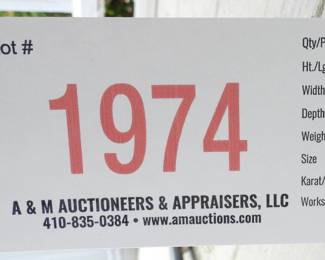 ot #
1974
A & M AUCTIONEERS & APPRAISERS, LLC
410-835-0384 • www.amauctions.com
Qty/P
Ht./Lg
Width
Depth
Weigh
Size
Karat/
Works